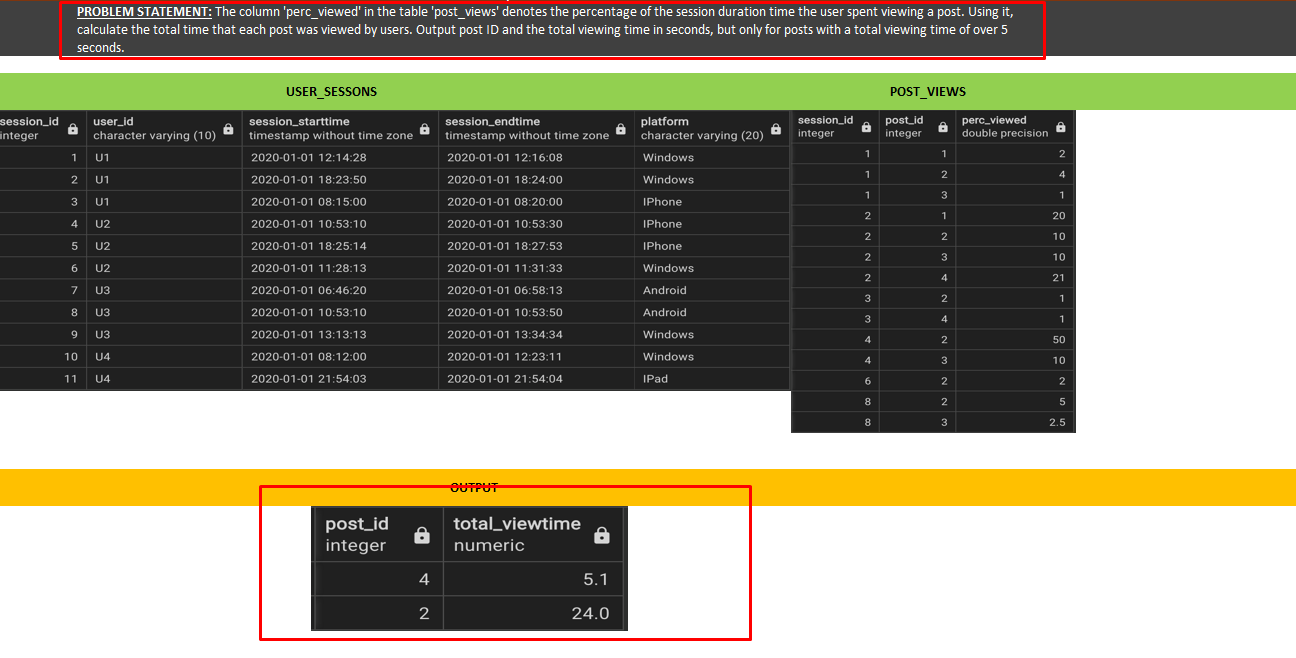 PROBLEM STATEMENT: The column 'perc_viewed' in the table 'post_views' denotes the percentage of the session duration time the user spent viewing a post. Using it,
calculate the total time that each post was viewed by users. Output post ID and the total viewing time in seconds, but only for posts with a total viewing time of over 5
seconds.
USER_SESSONS
session_id integer user_id character varying (10) session_starttime timestamp without time zone session_endtime timestamp without time zone platform character varying (20)
1 U1 2020-01-01 12:14:28 2020-01-01 12:16:08 Windows
2 U1 2020-01-01 18:23:50 2020-01-01 18:24:00 Windows
3 U1 2020-01-01 08:15:00 2020-01-01 08:20:00 IPhone
4 U2 2020-01-01 10:53:10 2020-01-01 10:53:30 IPhone
5 U2 2020-01-01 18:25:14 2020-01-01 18:27:53 IPhone
6 U2 2020-01-01 11:28:13 2020-01-01 11:31:33 Windows
7 U3 2020-01-01 06:46:20 2020-01-01 06:58:13 Android
8 U3 2020-01-01 10:53:10 2020-01-01 10:53:50 Android
9 U3 2020-01-01 13:13:13 2020-01-01 13:34:34 Windows
10 U4 2020-01-01 08:12:00 2020-01-01 12:23:11 Windows
11 U4 2020-01-01 21:54:03 2020-01-01 21:54:04 IPad
POST_VIEWS
session_id integer post_id integer perc_viewed double precision
1 1 2
1 2 4
1 3 1
2 1 20
2 2 10
2 3 10
2 4 21
3 2 1
3 4 1
4 2 50
4 3 10
6 2 2
8 2 5
8 3 2.5
OUTPUT
post_id integer total_viewtime numeric
4 5.1
2 24.0